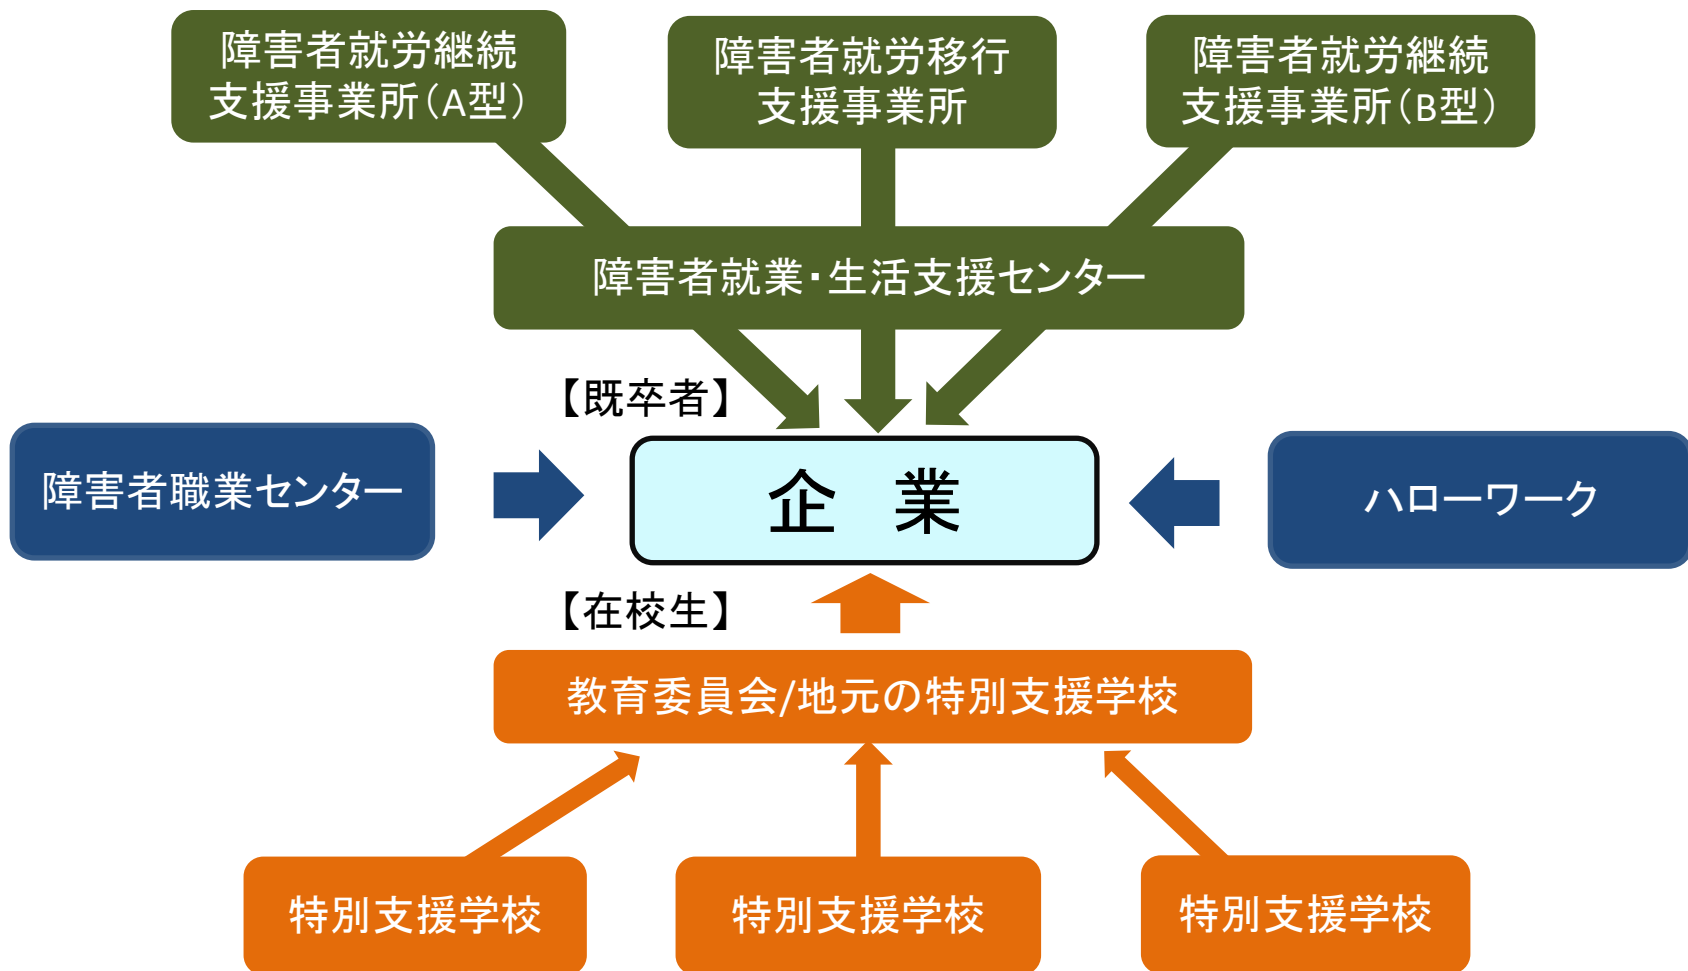 障害者就労継続
支援事業所（A型）
障害者就労移行
支援事業所
障害者就労継続
支援事業所（B型）
障害者就業・生活支援センター
【既卒者】
障害者職業センター
企　業
ハローワーク
【在校生】
教育委員会/地元の特別支援学校
特別支援学校
特別支援学校
特別支援学校